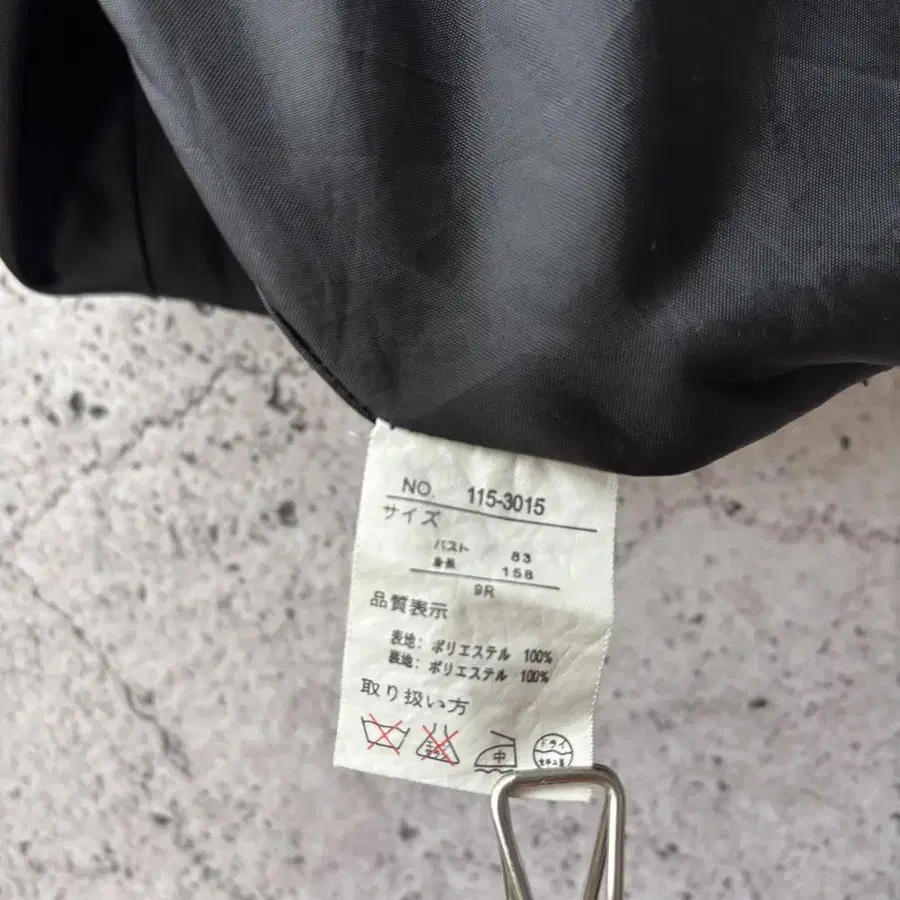 NO. 115-3015
サイズ
バスト 83
身長 158
9R
品質表示
表地: ポリエステル 100%
裏地: ポリエステル 100%
取り扱い方
中
ドライ